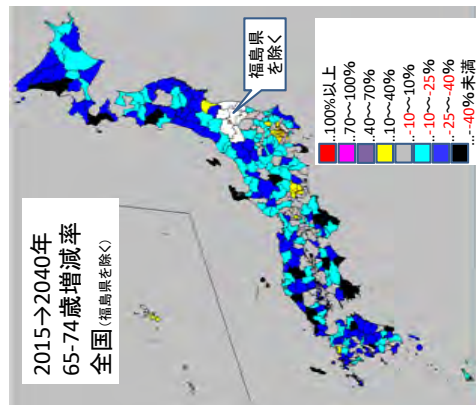 2015→2040年
65-74歳増減率
全国(福島県を除く)
福島県
を除く
...100%以上
...70～100%
...40～70%
...10～40%
...-10～10%
...-10～-25%
...-25～-40%
...-40%未満